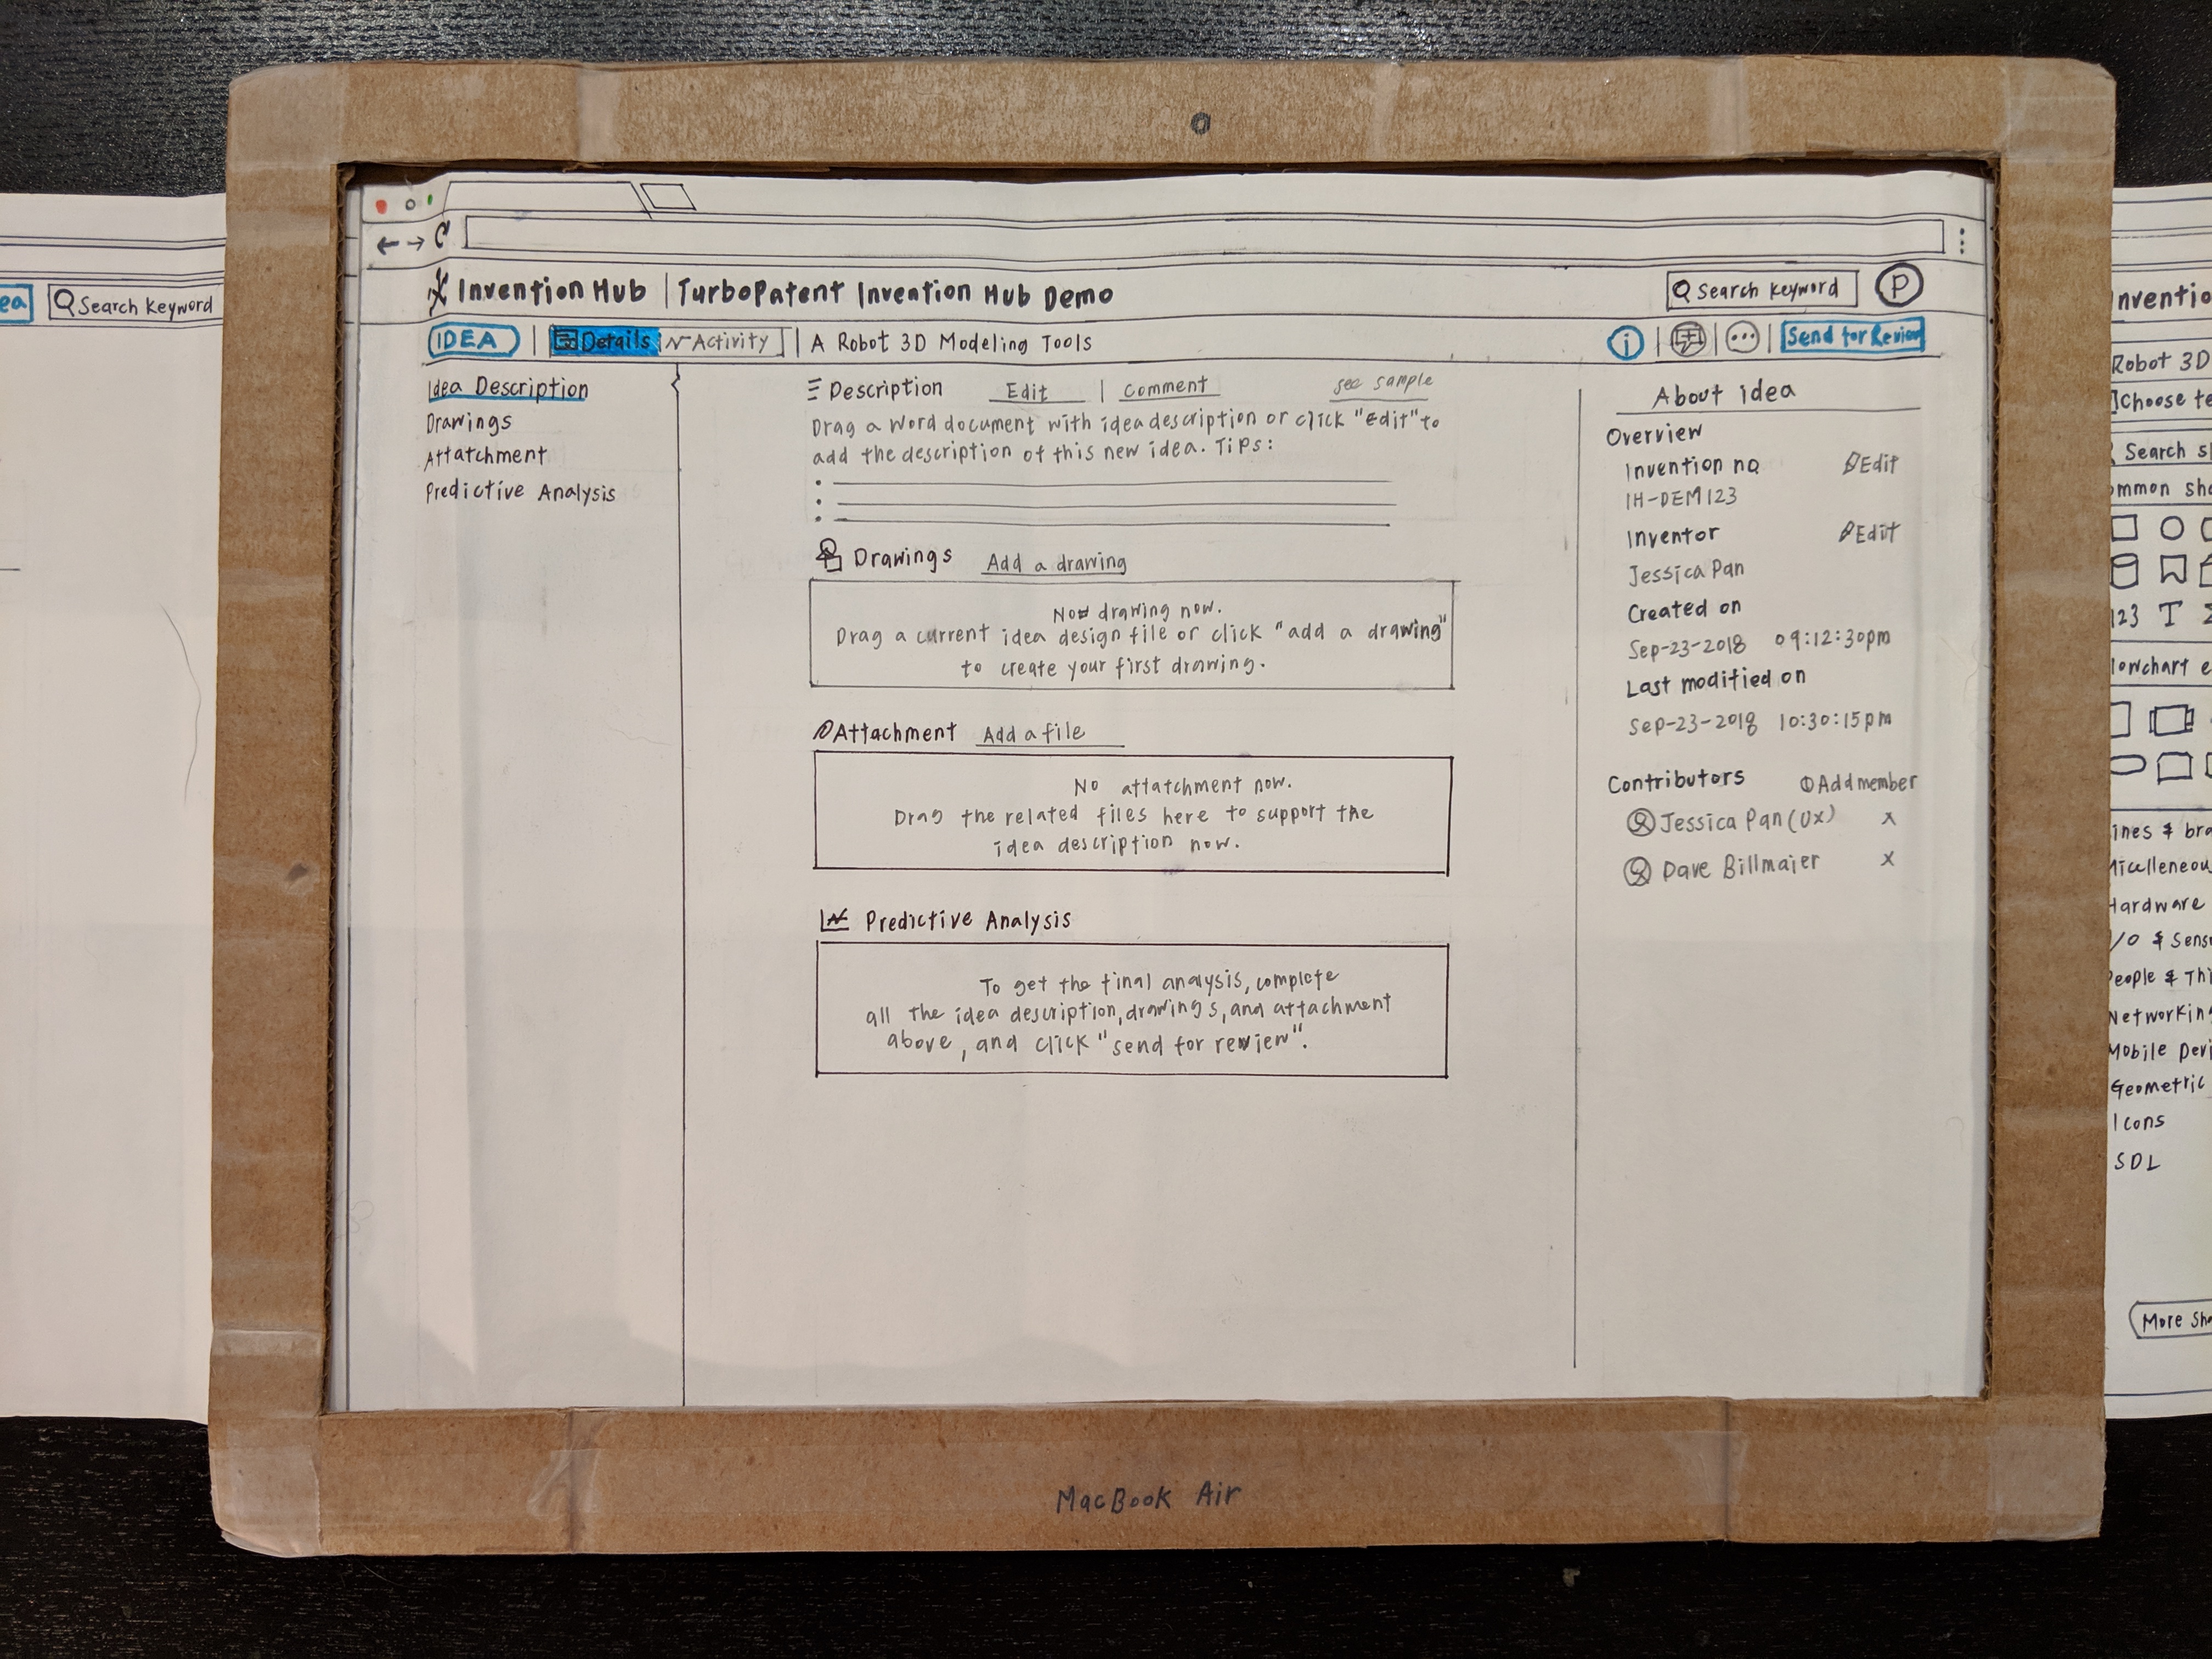 Invention Hub | TurboPatent Invention Hub Demo
Search keyword
P
IDEA | Details Activity | A Robot 3D Modeling Tools
i
Send for Review
Idea Description
Drawings
Attatchment
Predictive Analysis
Description Edit | Comment see sample
Drag a Word document with idea description or click "edit" to
add the description of this new idea. Tips:
Drawings Add a drawing
drawing now.
Drag a current idea design file or click "add a drawing"
to create your first drawing.
Attachment Add a file
No attatchment now.
Drag the related files here to support the
idea description now.
Predictive Analysis
To get the final analysis, complete
all the idea description, drawings, and attachment
above, and click "send for review".
About idea
Overview
Invention no Edit
IH-DEM123
Inventor Edit
Jessica Pan
Created on
Sep-23-2018 09:12:30pm
Last modified on
Sep-23-2018 10:30:15pm
Contributors Add member
Jessica Pan (UX) x
Dave Billmaier x
MacBook Air
ea
Search keyword
nventio
Robot 3D
Choose te
Search s
ommon sha
123 T
lowchart e
ines & bra
Micelleneou
Hardware
I/O & Sens
People & Thi
Networkin
Mobile Devi
Geometric
Icons
SDL
More Sha